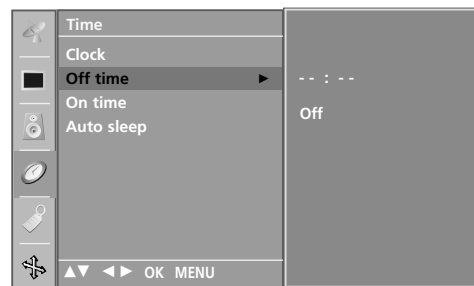 Time
Clock
Off time ►
On time
Auto sleep
▲▼ ◄► OK MENU
- - : - -
Off